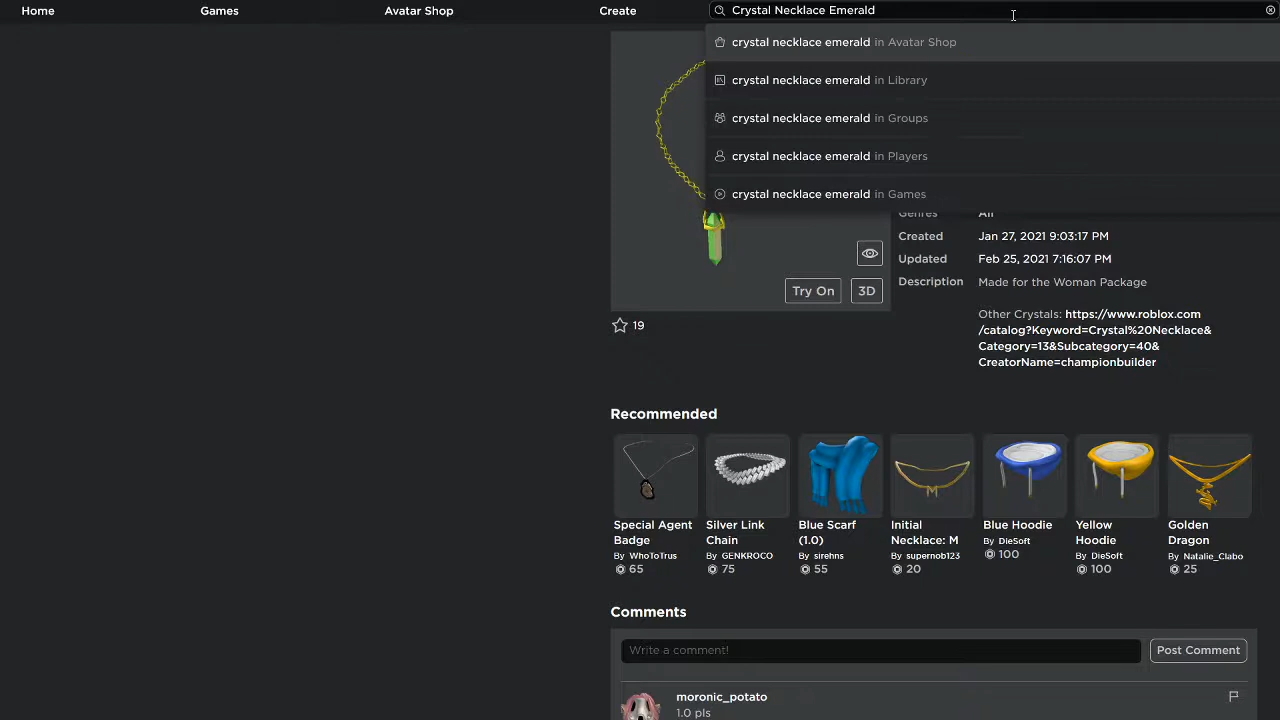 Home Games Avatar Shop Create Crystal Necklace Emerald
crystal necklace emerald in Avatar Shop
crystal necklace emerald in Library
crystal necklace emerald in Groups
crystal necklace emerald in Players
crystal necklace emerald in Games
Genres All
Created Jan 27, 2021 9:03:17 PM
Updated Feb 25, 2021 7:16:07 PM
Description Made for the Woman Package
Other Crystals: https://www.roblox.com
/catalog?Keyword=Crystal%20Necklace&
Category=13&Subcategory=40&
CreatorName=championbuilder
Try On 3D
19
Recommended
Special Agent
Badge
By WhoToTrus
65
Silver Link
Chain
By GENKROCO
75
Blue Scarf
(1.0)
By sirehns
55
Initial
Necklace: M
By supernob123
20
Blue Hoodie
By DieSoft
100
Yellow
Hoodie
By DieSoft
100
Golden
Dragon
By Natalie_Clabo
25
Comments
Write a comment! Post Comment
moronic_potato
1.0 pls